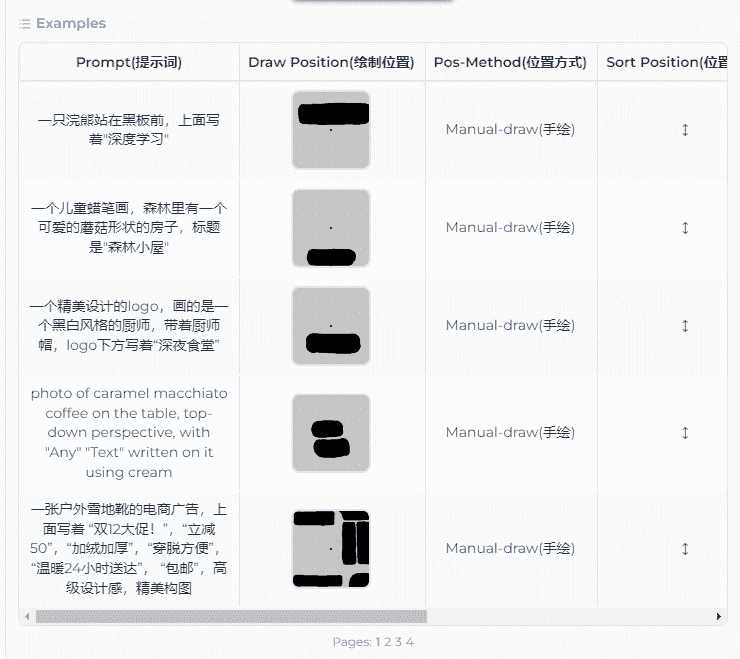 Examples
Prompt(提示词) Draw Position(绘制位置) Pos-Method(位置方式) Sort Position(位置
一只浣熊站在黑板前，上面写
着"深度学习"
Manual-draw(手绘) ↕
一个儿童蜡笔画，森林里有一个
可爱的蘑菇形状的房子，标题
是"森林小屋"
Manual-draw(手绘) ↕
一个精美设计的logo，画的是一
个黑白风格的厨师，带着厨师
帽，logo下方写着“深夜食堂”
Manual-draw(手绘) ↕
photo of caramel macchiato
coffee on the table, top-
down perspective, with
"Any" "Text" written on it
using cream
Manual-draw(手绘) ↕
一张户外雪地靴的电商广告，上
面写着 “双12大促！”，“立减
50”，“加绒加厚”，“穿脱方便”，
“温暖24小时送达”， “包邮”，高
级设计感，精美构图
Manual-draw(手绘) ↕
Pages: 1 2 3 4